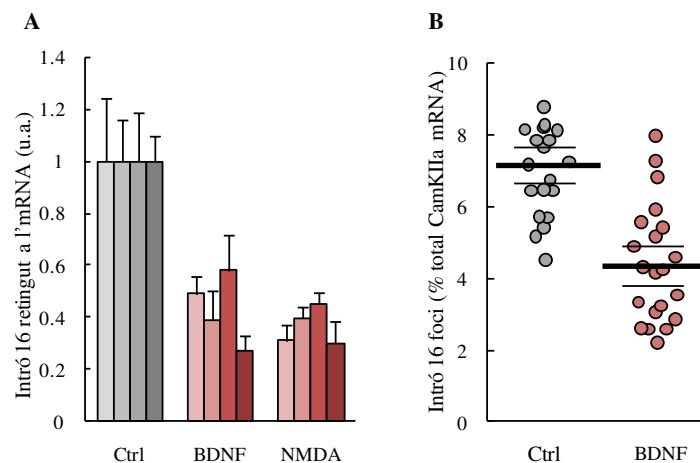 A
Intró 16 retingut a l'mRNA (u.a.)
1.4
1.2
1
0.8
0.6
0.4
0.2
0
Ctrl BDNF NMDA
B
Intró 16 foci (% total CamKIIa mRNA)
10
8
6
4
2
0
Ctrl BDNF